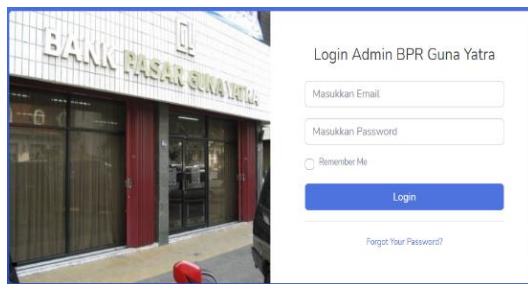 BANK PASAR GUNA YATRA
Login Admin BPR Guna Yatra
Masukkan Email
Masukkan Password
Remember Me
Login
Forgot Your Password?